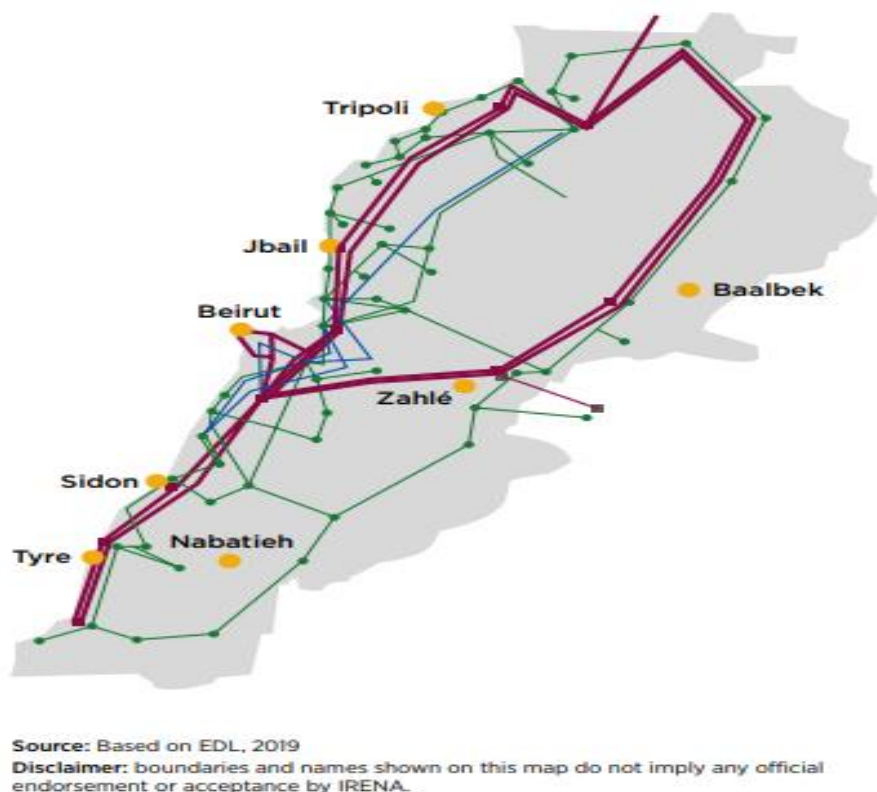 Tripoli
Jbail
Baalbek
Beirut
Zahlé
Sidon
Nabatieh
Tyre
Source: Based on EDL, 2019
Disclaimer: boundaries and names shown on this map do not imply any official
endorsement or acceptance by IRENA.